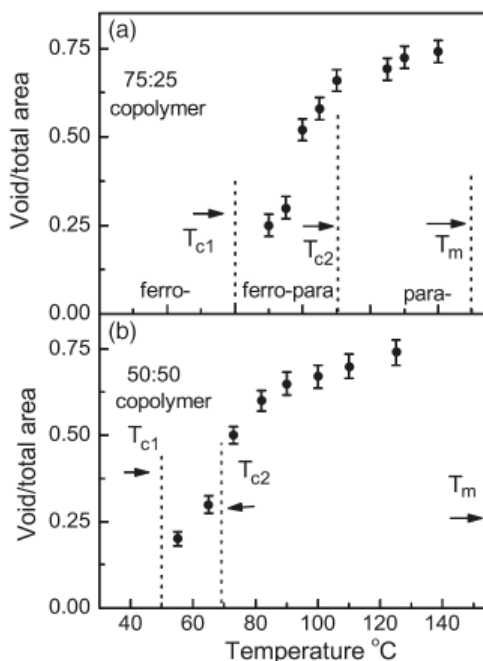 (a)
75:25
copolymer
Void/total area
0.75
0.50
0.25
0.00
T_c1
T_c2
T_m
ferro-
ferro-para
para-
(b)
50:50
copolymer
Void/total area
0.75
0.50
0.25
0.00
T_c1
T_c2
T_m
40 60 80 100 120 140
Temperature °C